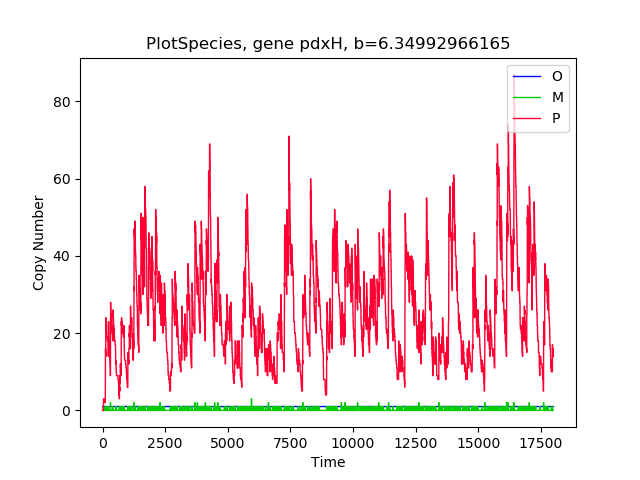 PlotSpecies, gene pdxH, b=6.34992966165
O
M
P
80
60
40
20
0
Copy Number
0 2500 5000 7500 10000 12500 15000 17500
Time